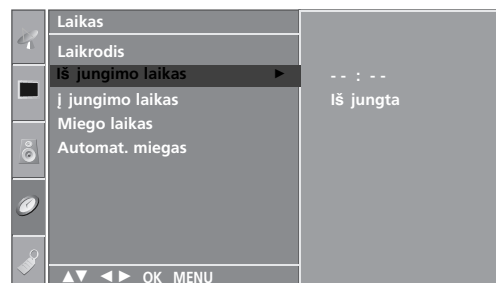 Laikas
Laikrodis
Iš jungimo laikas ► - - : - -
į jungimo laikas Iš jungta
Miego laikas
Automat. miegas
▲▼ ◄► OK MENU